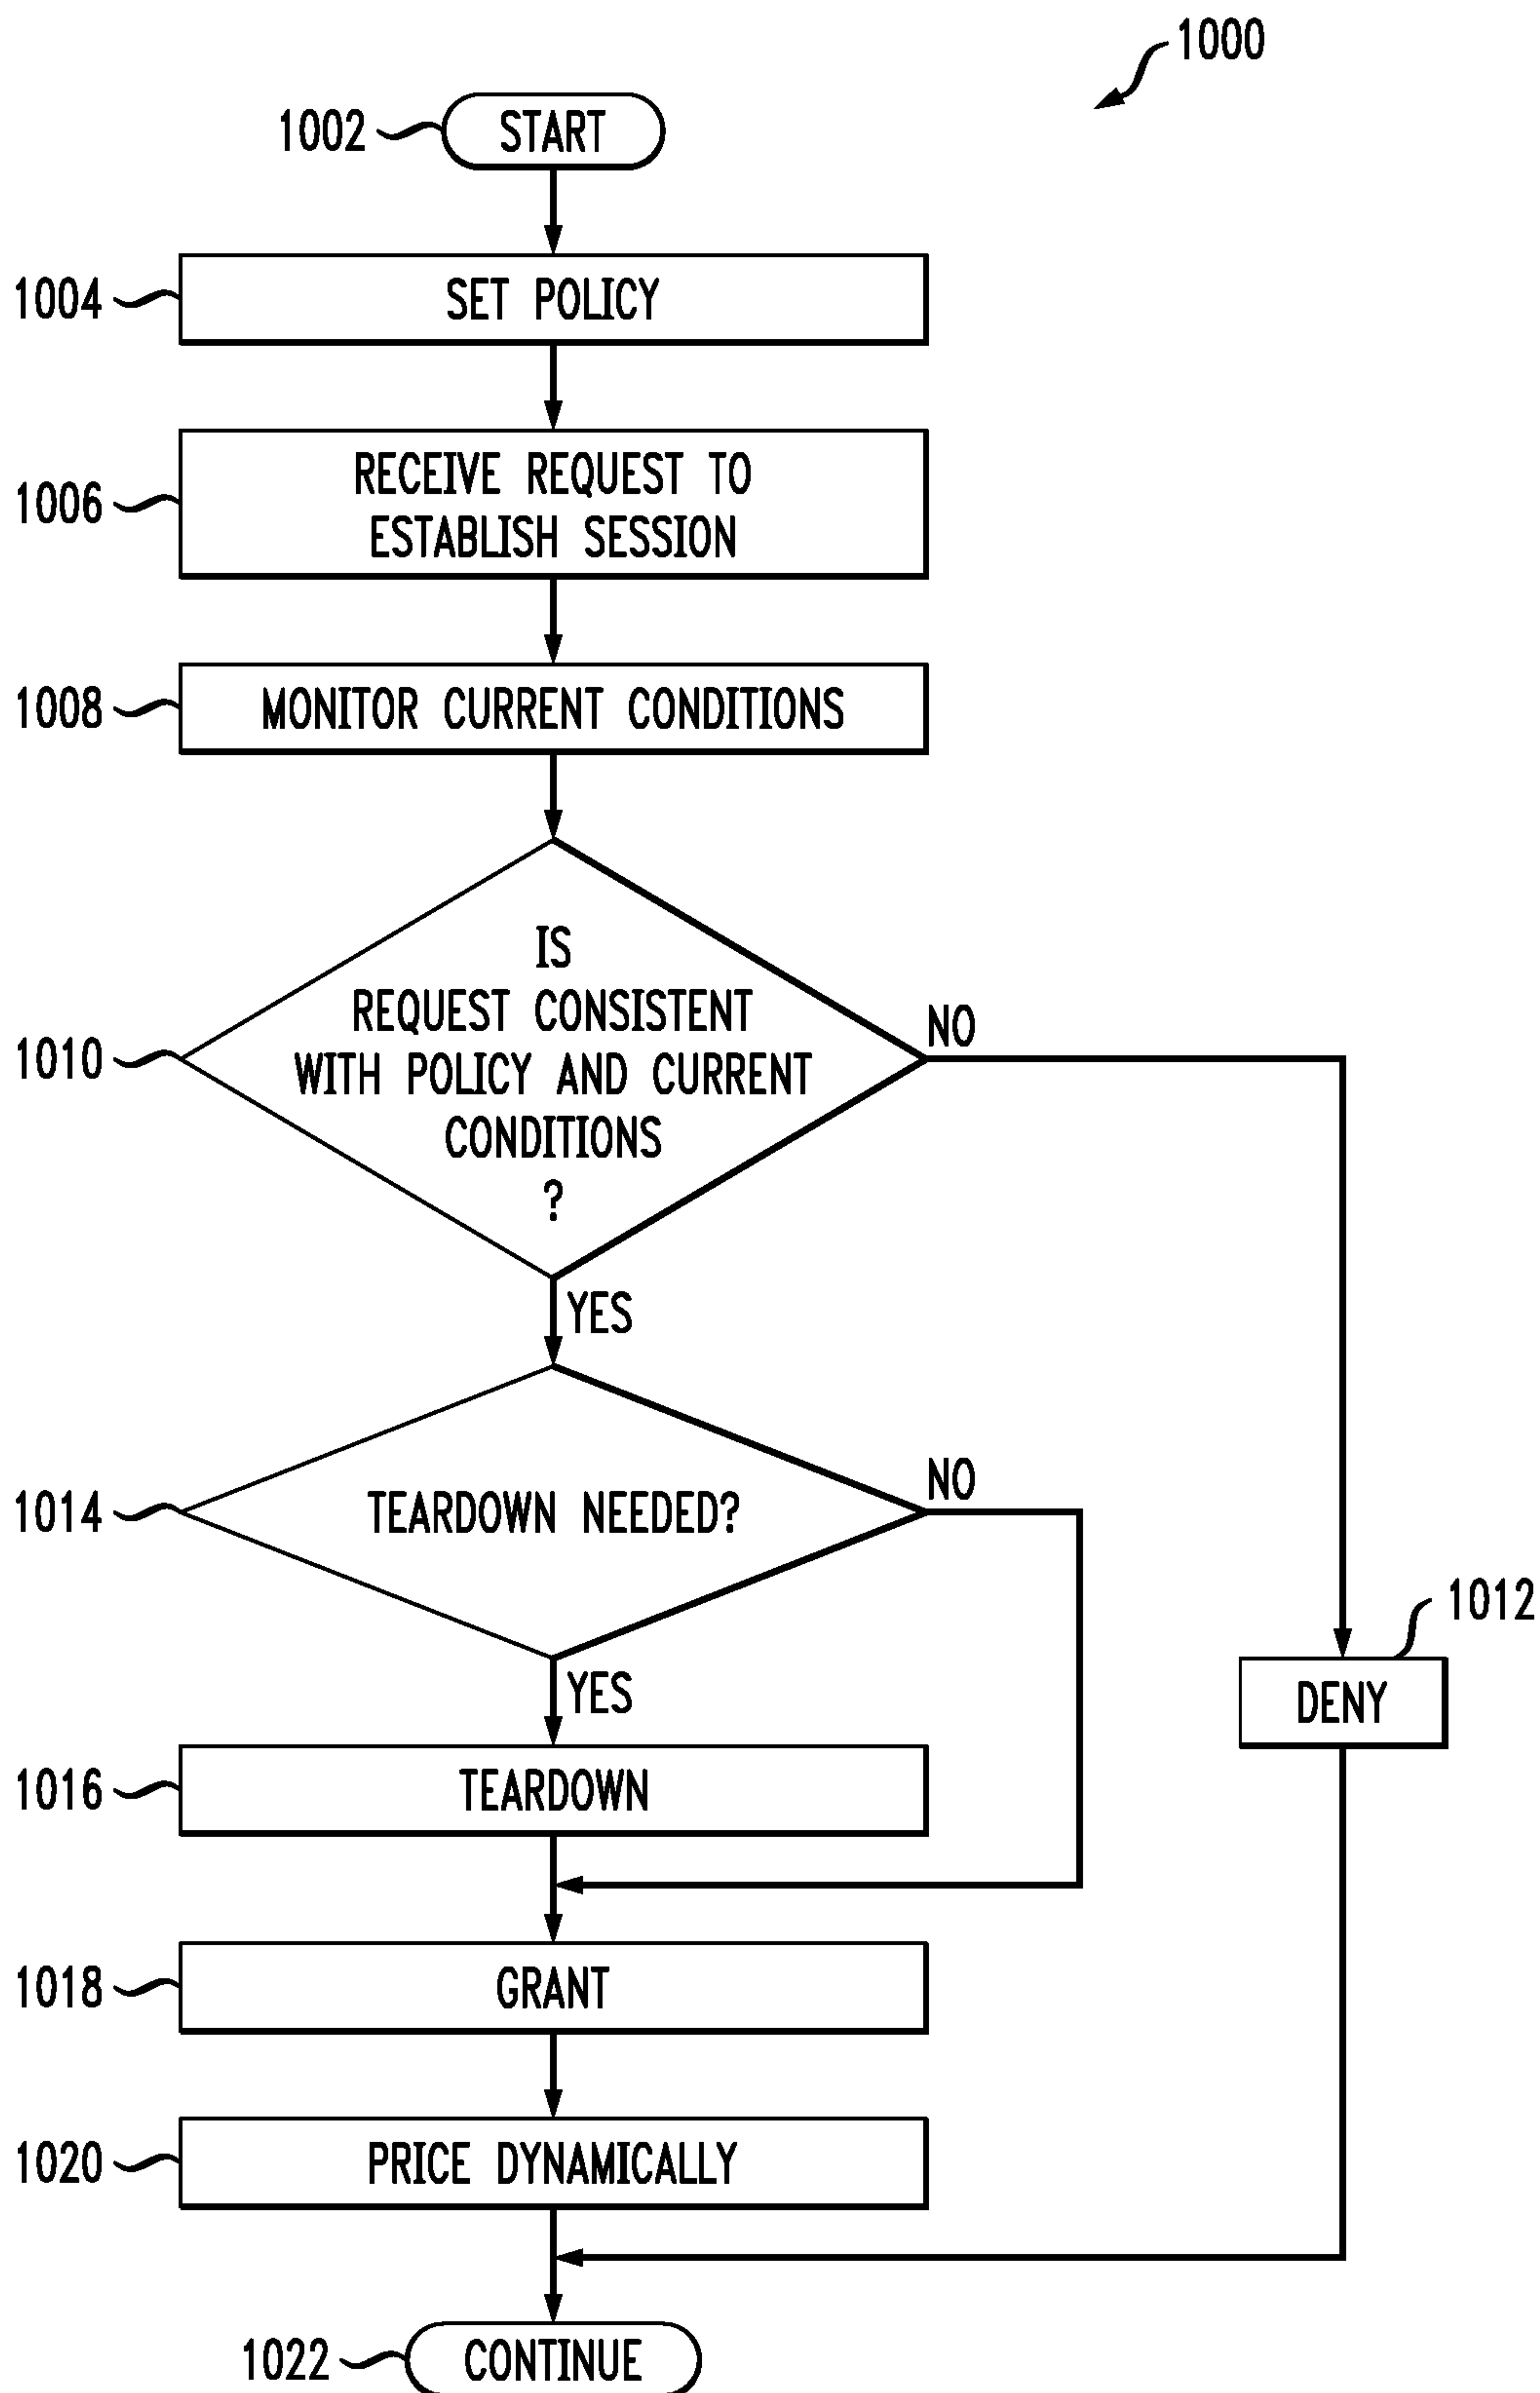 1000
1002
START
1004
SET POLICY
1006
RECEIVE REQUEST TO
ESTABLISH SESSION
1008
MONITOR CURRENT CONDITIONS
1010
IS
REQUEST CONSISTENT
WITH POLICY AND CURRENT
CONDITIONS
?
NO
YES
1014
TEARDOWN NEEDED?
NO
YES
1012
DENY
1016
TEARDOWN
1018
GRANT
1020
PRICE DYNAMICALLY
1022
CONTINUE